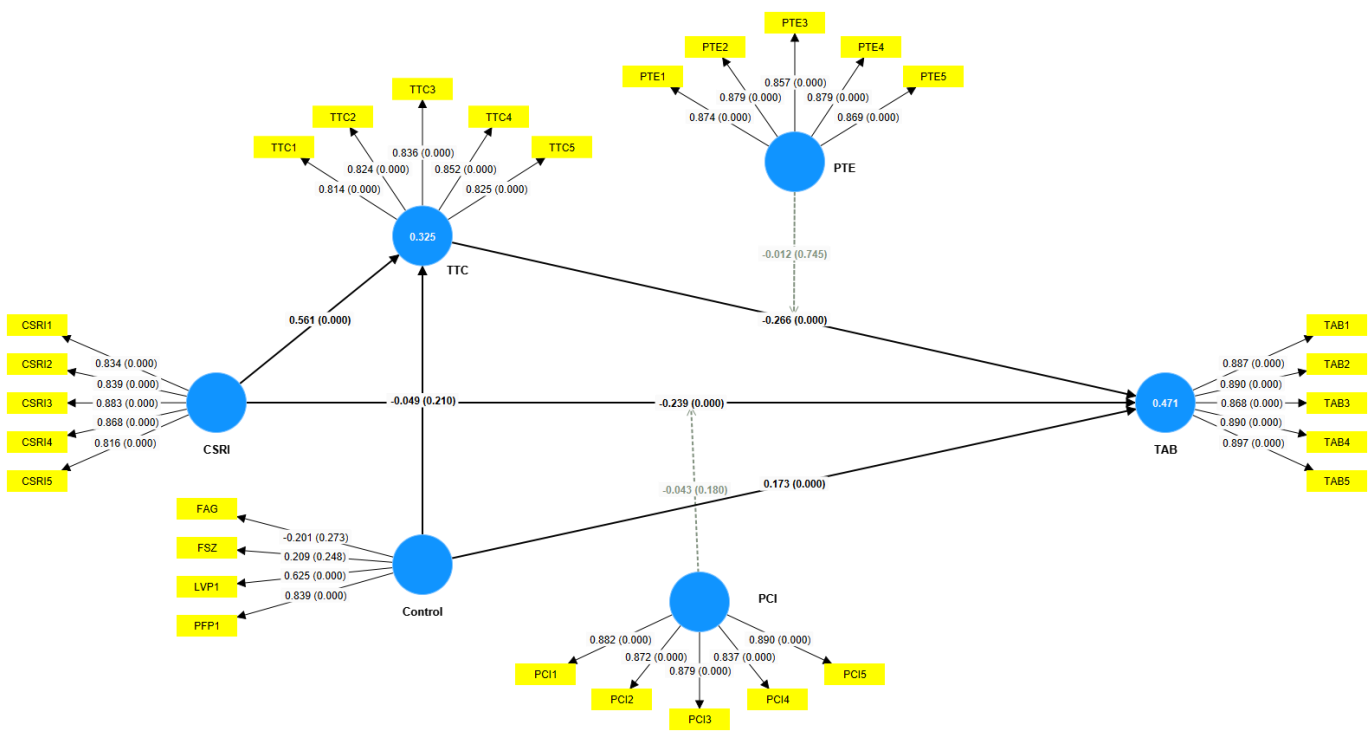 PTE3
PTE2
PTE4
PTE1
PTE5
0.857 (0.000)
0.879 (0.000)
0.879 (0.000)
0.874 (0.000)
0.869 (0.000)
PTE
TTC3
TTC2
TTC4
TTC1
TTC5
0.836 (0.000)
0.824 (0.000)
0.852 (0.000)
0.814 (0.000)
0.825 (0.000)
0.325
TTC
-0.012 (0.745)
0.561 (0.000)
-0.266 (0.000)
CSRI1
CSRI2
CSRI3
CSRI4
CSRI5
0.834 (0.000)
0.839 (0.000)
0.883 (0.000)
0.868 (0.000)
0.816 (0.000)
CSRI
-0.049 (0.210)
-0.239 (0.000)
0.471
TAB
0.887 (0.000)
0.890 (0.000)
0.868 (0.000)
0.890 (0.000)
0.897 (0.000)
TAB1
TAB2
TAB3
TAB4
TAB5
-0.043 (0.180)
0.173 (0.000)
FAG
FSZ
LVP1
PFP1
-0.201 (0.273)
0.209 (0.248)
0.625 (0.000)
0.839 (0.000)
Control
PCI
0.882 (0.000)
0.872 (0.000)
0.879 (0.000)
0.837 (0.000)
0.890 (0.000)
PCI1
PCI2
PCI3
PCI4
PCI5